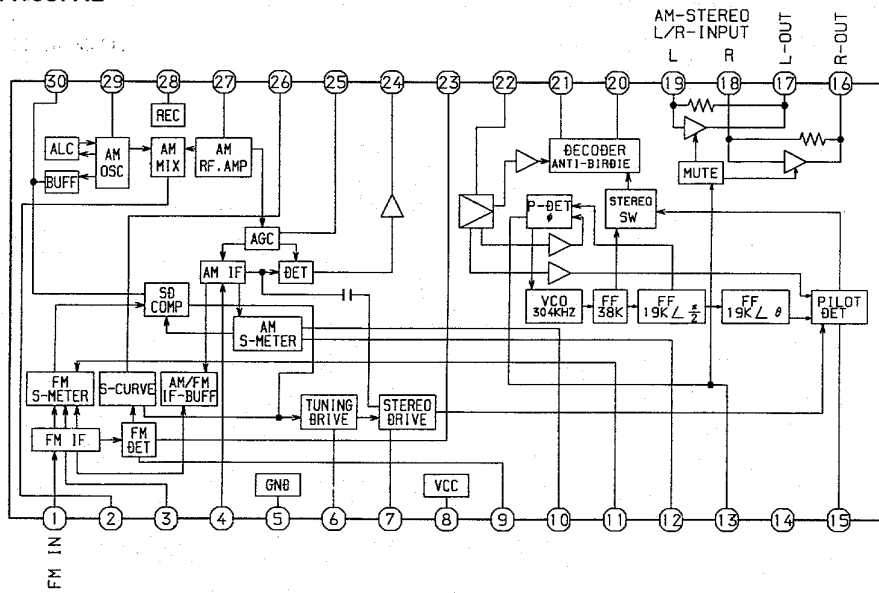 AM-STEREO
L/R-INPUT
L
R
L-OUT
R-OUT
30
29
28
27
26
25
24
23
22
21
20
19
18
17
16
REC
ALC
AM
OSC
AM
MIX
AM
RF.AMP
BUFF
DECODER
ANTI-BIRDIE
MUTE
P-DET
φ
STEREO
SW
AGC
AM IF
DET
SD
COMP
AM
S-METER
VCO
304KHZ
FF
38K
FF
19K∠ π/2
FF
19K∠ θ
PILOT
DET
FM
S-METER
S-CURVE
AM/FM
IF-BUFF
TUNING
DRIVE
STEREO
DRIVE
FM IF
FM
DET
GND
VCC
1
2
3
4
5
6
7
8
9
10
11
12
13
14
15
FM IN